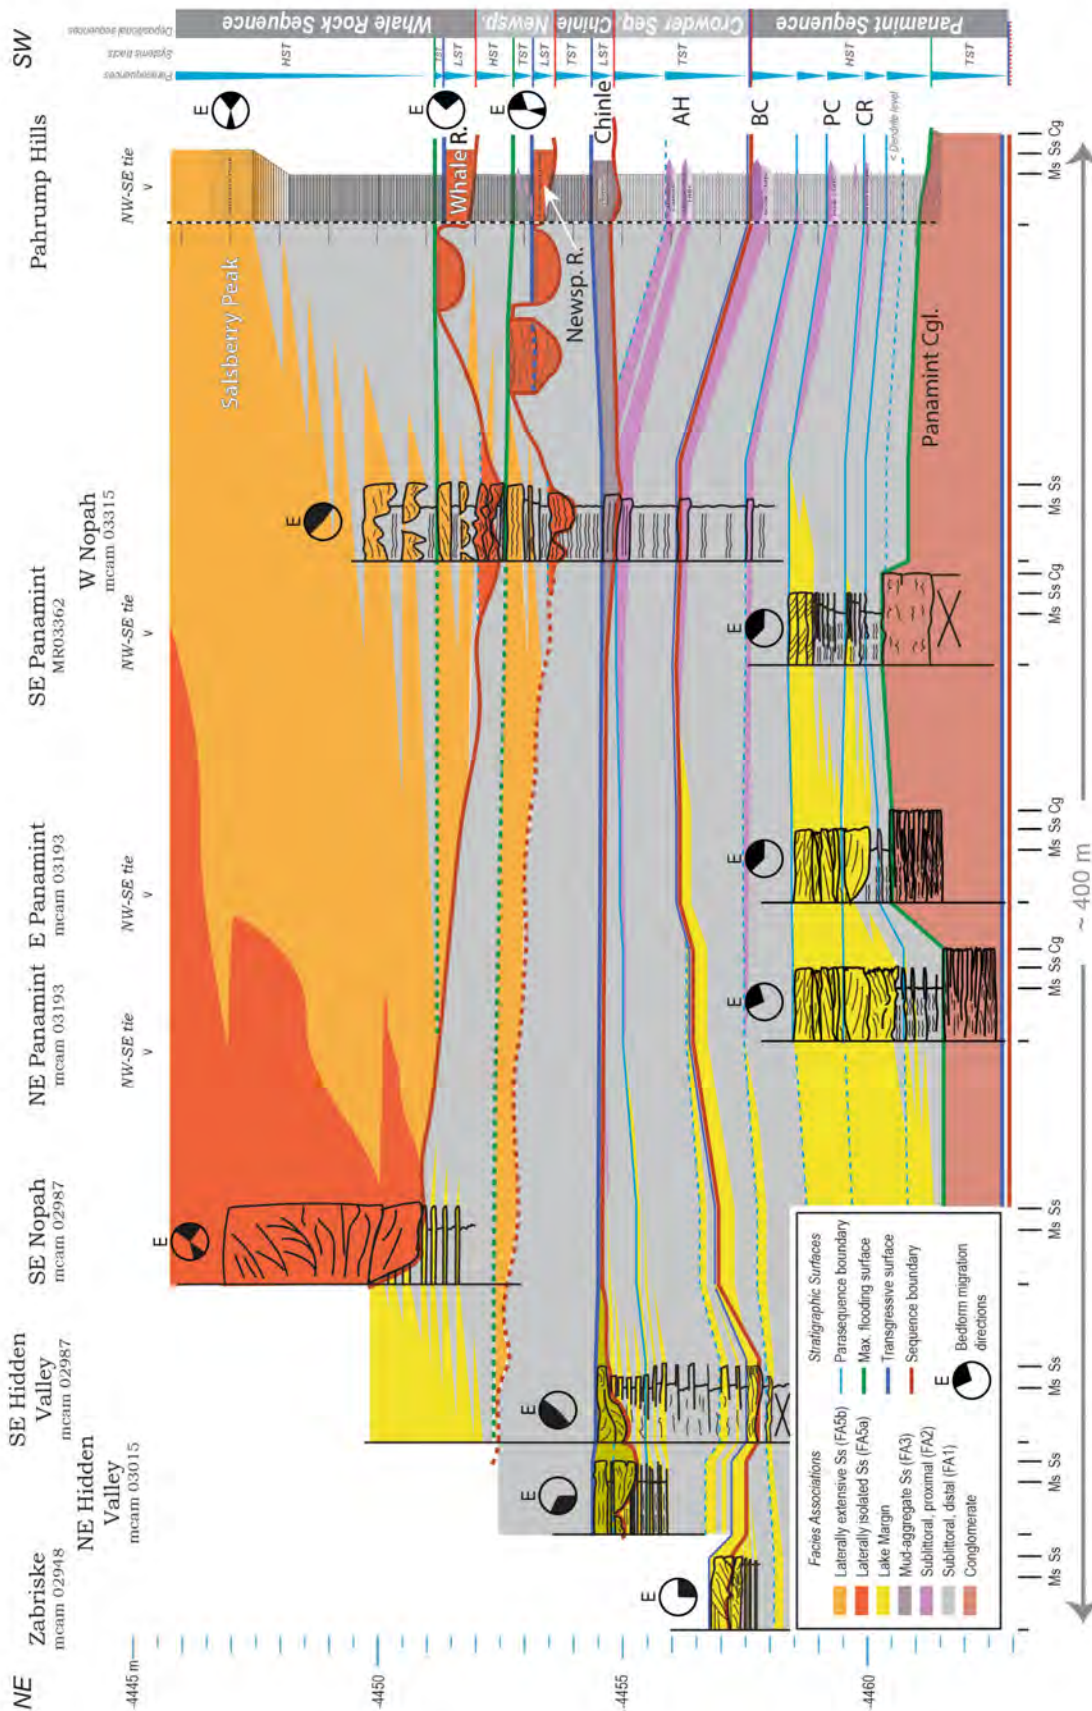 NE
SW
Zabriske
mcam 02948
NE Hidden
Valley
mcam 03015
SE Hidden
Valley
mcam 02987
SE Nopah
mcam 02987
NE Panamint
mcam 03193
E Panamint
mcam 03193
SE Panamint
MR03362
W Nopah
mcam 03315
Pahrump Hills
NW-SE tie
NW-SE tie
NW-SE tie
NW-SE tie
Parasequences
Systems tracts
Depositional sequences
HST
TST
LST
HST
TST
LST
TST
LST
TST
HST
TST
Whale Rock Sequence
Newsp.
Chinle
Crowder Seq.
Panamint Sequence
-4445 m
-4450
-4455
-4460
Salsberry Peak
Whale R.
Newsp. R.
Chinle
AH
BC
PC
CR
< Dendrite level
Panamint Cgl.
E
E
E
E
E
E
E
E
E
E
E
Ms Ss
Ms Ss
Ms Ss
Ms Ss
Ms Ss Cg
Ms Ss Cg
Ms Ss Cg
Ms Ss
Ms Ss Cg
~ 400 m
Facies Associations
Laterally extensive Ss (FA5b)
Laterally isolated Ss (FA5a)
Lake Margin
Mud-aggregate Ss (FA3)
Sublittoral, proximal (FA2)
Sublittoral, distal (FA1)
Conglomerate
Stratigraphic Surfaces
Parasequence boundary
Max. flooding surface
Transgressive surface
Sequence boundary
E
Bedform migration
directions